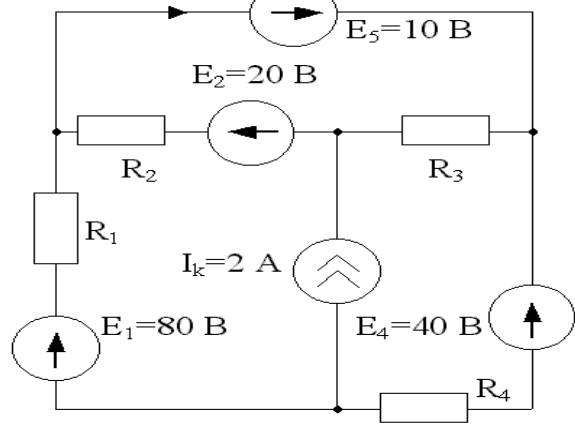 E₅=10 В
E₂=20 В
R₂
R₃
R₁
Iₖ=2 А
E₁=80 В
E₄=40 В
R₄